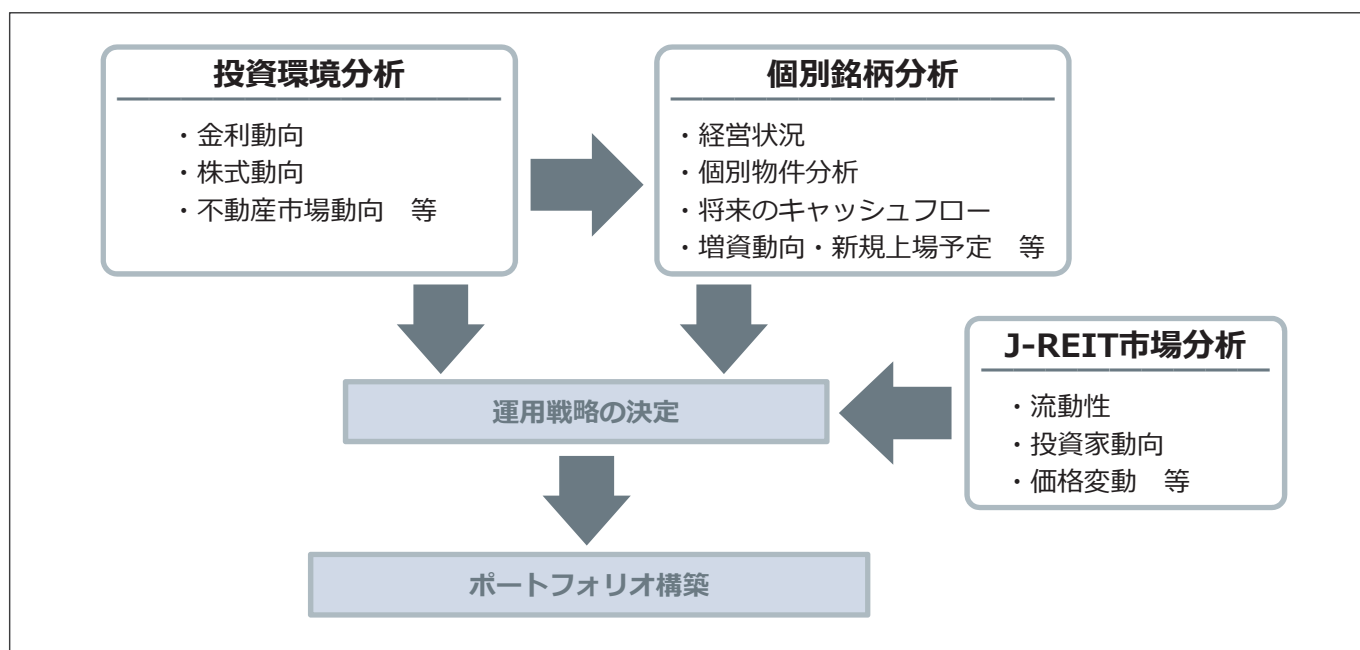 投資環境分析
・金利動向
・株式動向
・不動産市場動向　等
個別銘柄分析
・経営状況
・個別物件分析
・将来のキャッシュフロー
・増資動向・新規上場予定　等
J-REIT市場分析
・流動性
・投資家動向
・価格変動　等
運用戦略の決定
ポートフォリオ構築